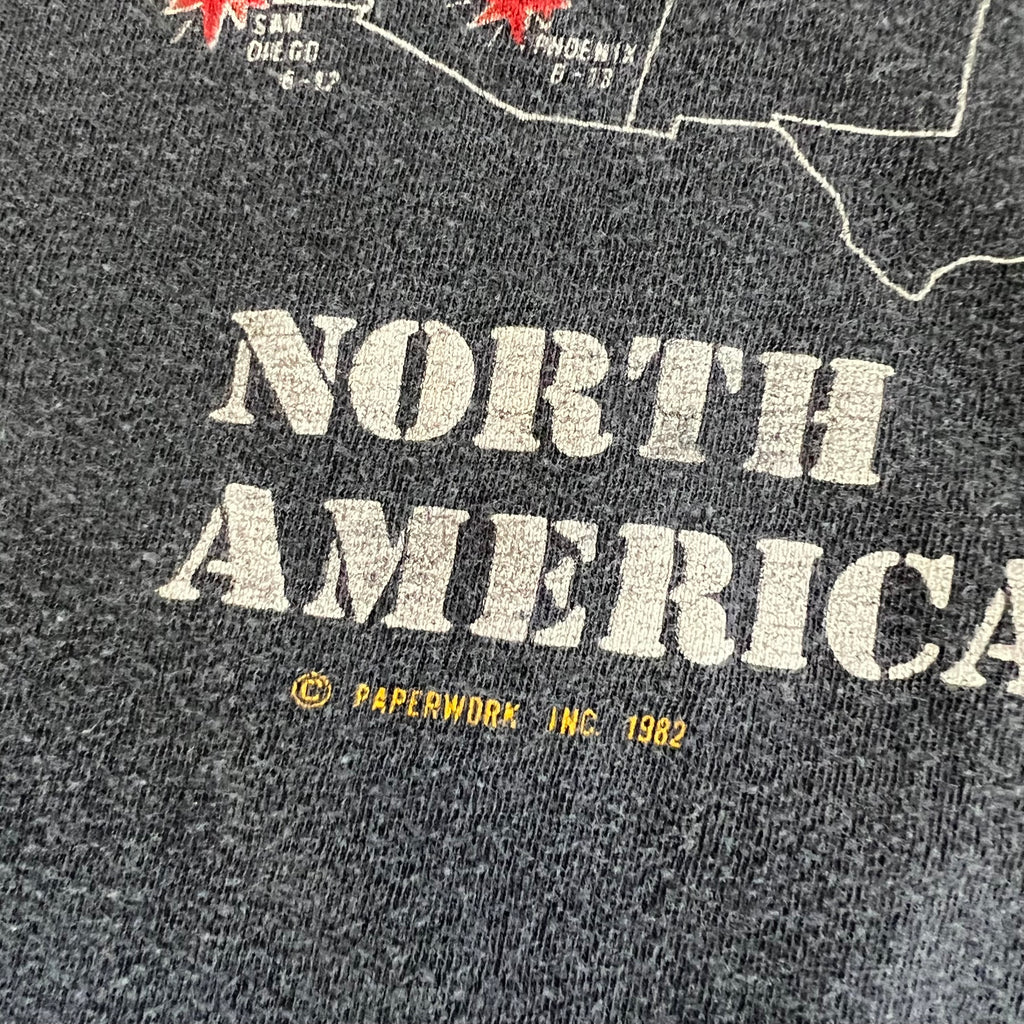 SAN
DIEGO
6-12
PHOENIX
6-13
NORTH
AMERICA
© PAPERWORK INC. 1982